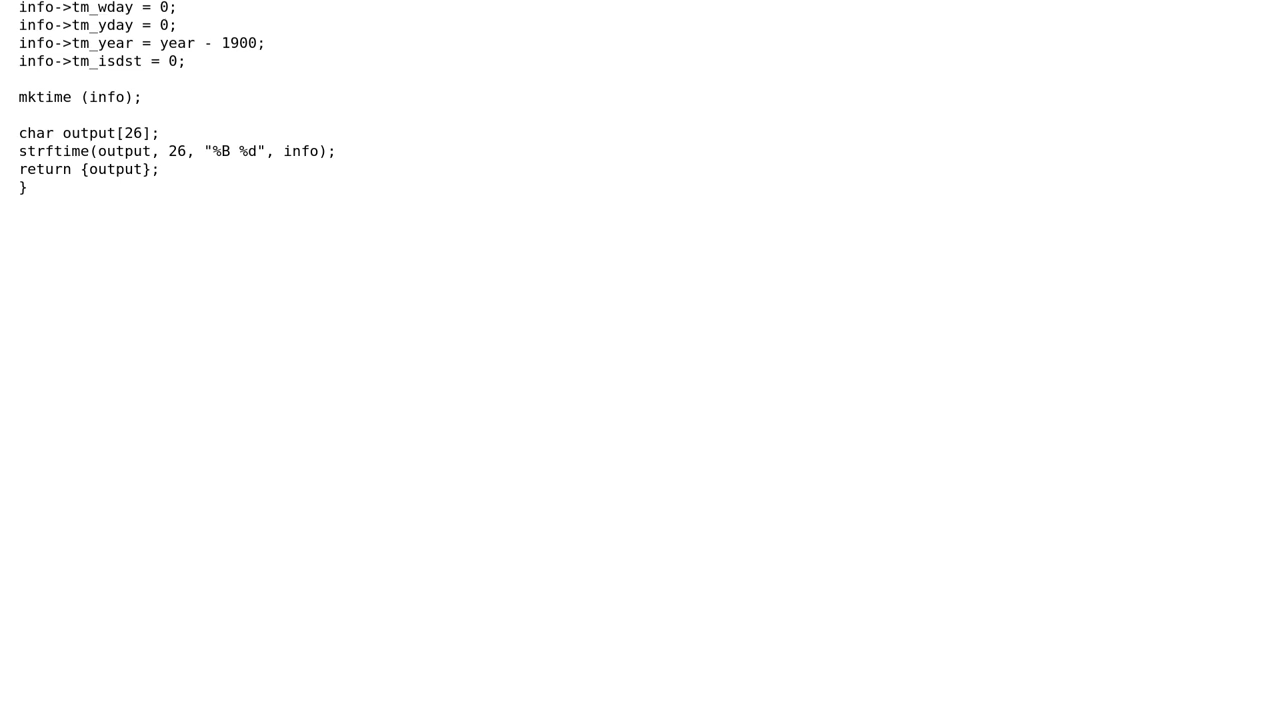 info->tm_wday = 0;
info->tm_yday = 0;
info->tm_year = year - 1900;
info->tm_isdst = 0;
mktime (info);
char output[26];
strftime(output, 26, "%B %d", info);
return {output};
}